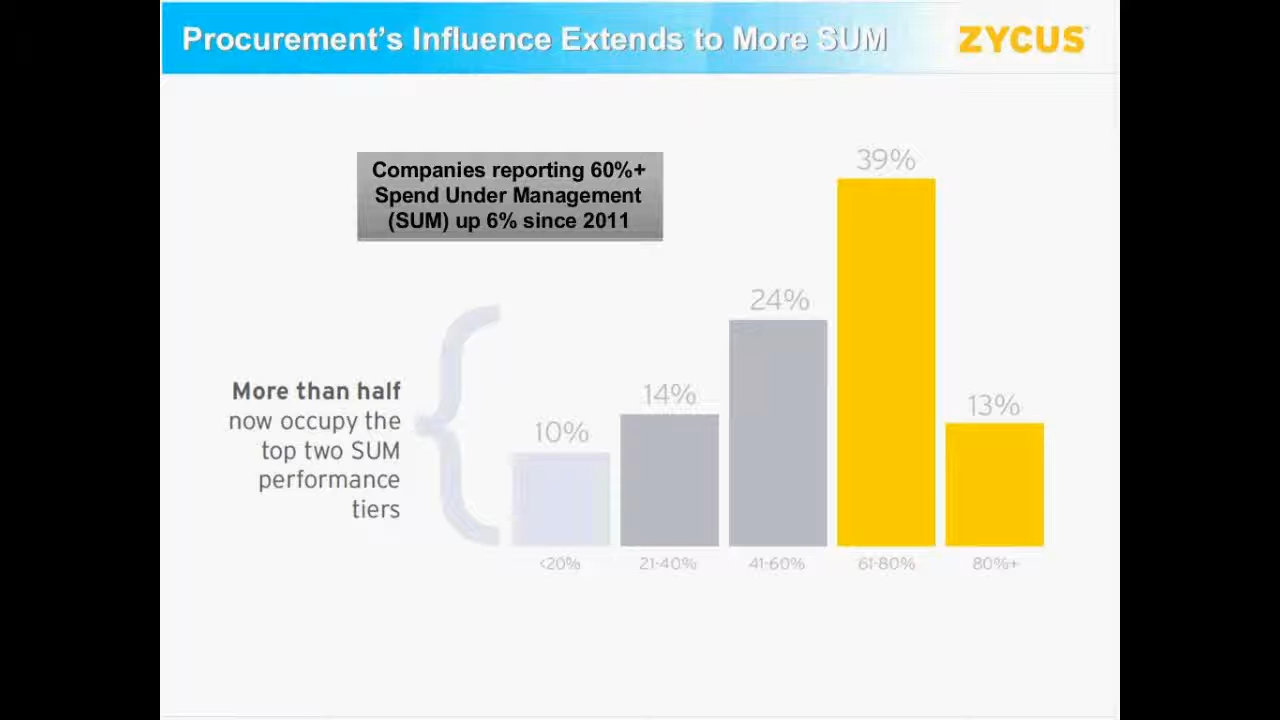 Procurement's Influence Extends to More SUM
ZYCUS
Companies reporting 60%+
Spend Under Management
(SUM) up 6% since 2011
More than half
now occupy the
top two SUM
performance
tiers
10%
14%
24%
39%
13%
<20%
21-40%
41-60%
61-80%
80%+